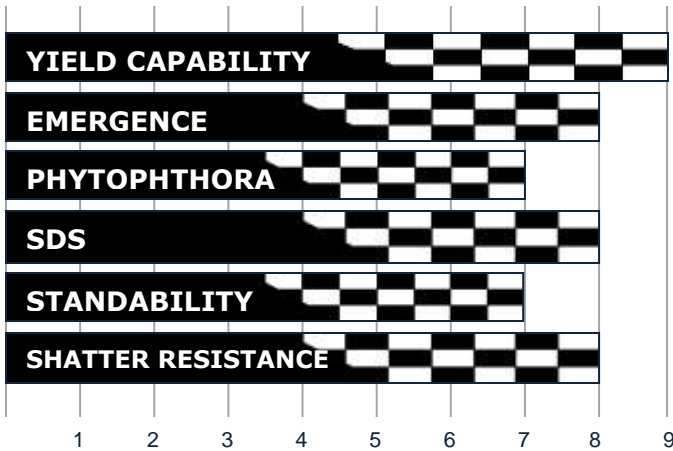 YIELD CAPABILITY
EMERGENCE
PHYTOPHTHORA
SDS
STANDABILITY
SHATTER RESISTANCE
1 2 3 4 5 6 7 8 9